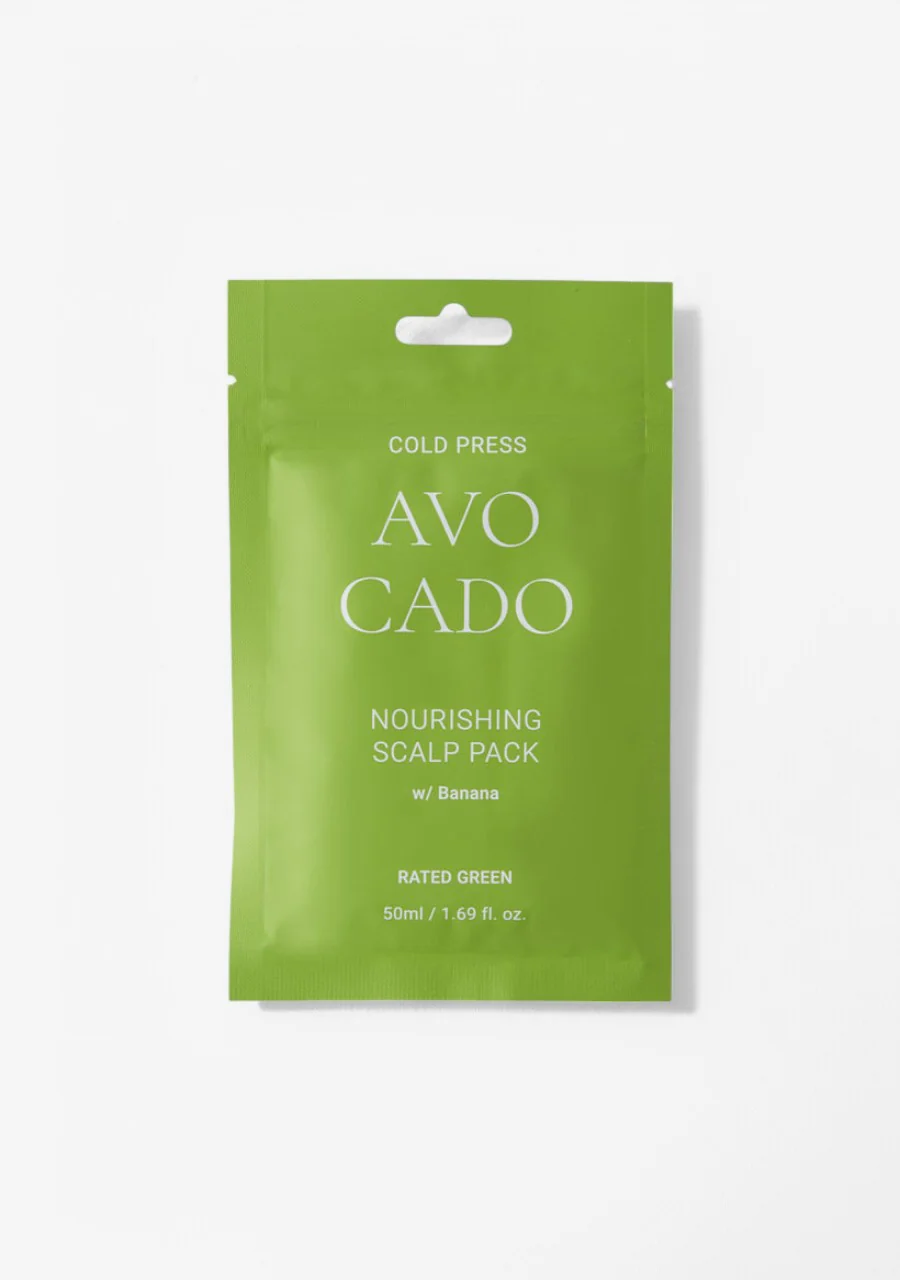 COLD PRESS
AVO
CADO
NOURISHING
SCALP PACK
w/ Banana
RATED GREEN
50ml / 1.69 fl. oz.